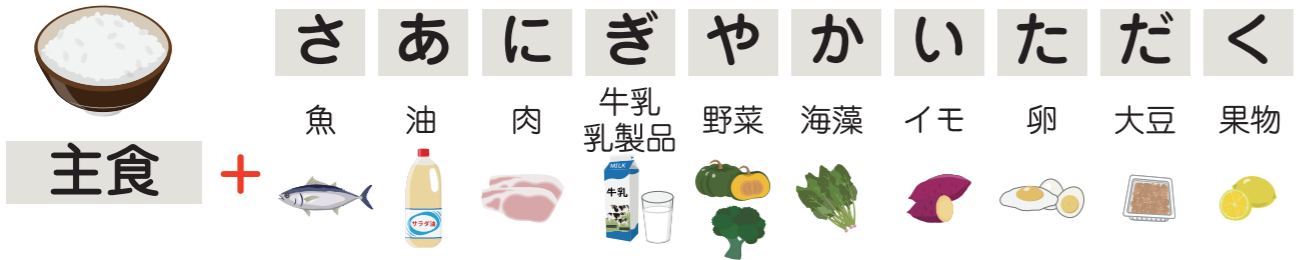 さあにぎやかいただく
魚
油
肉
牛乳
乳製品
野菜
海藻
イモ
卵
大豆
果物
主食
+
MILK
牛乳
サラダ油